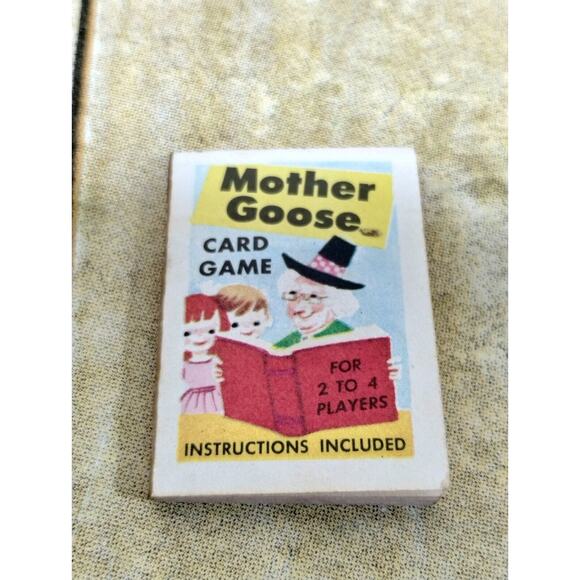 Mother
Goose
CARD
GAME
FOR
2 TO 4
PLAYERS
INSTRUCTIONS INCLUDED